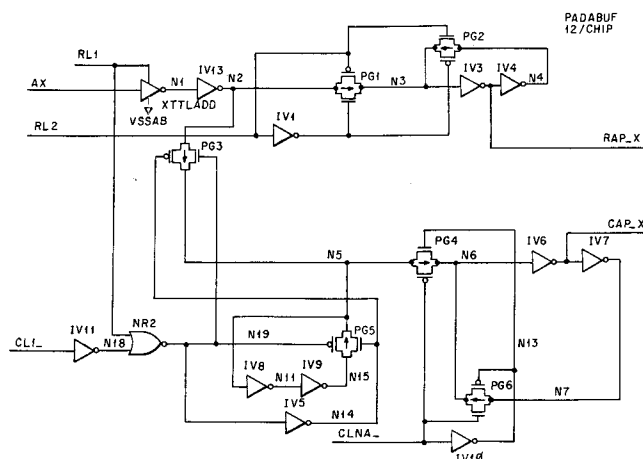 PADABUF
12/CHIP
RL1
PG2
IV13
N1
N2
PG1
N3
IV3
IV4
N4
AX
XTTLADD
VSSAB
IV1
RL2
RAP_X
PG3
CAP_X
PG4
N5
N6
IV6
IV7
NR2
IV11
N19
PG5
N13
CL1_
N18
IV8
IV9
N11
N15
PG6
N7
IV5
N14
CLNA_
IV10